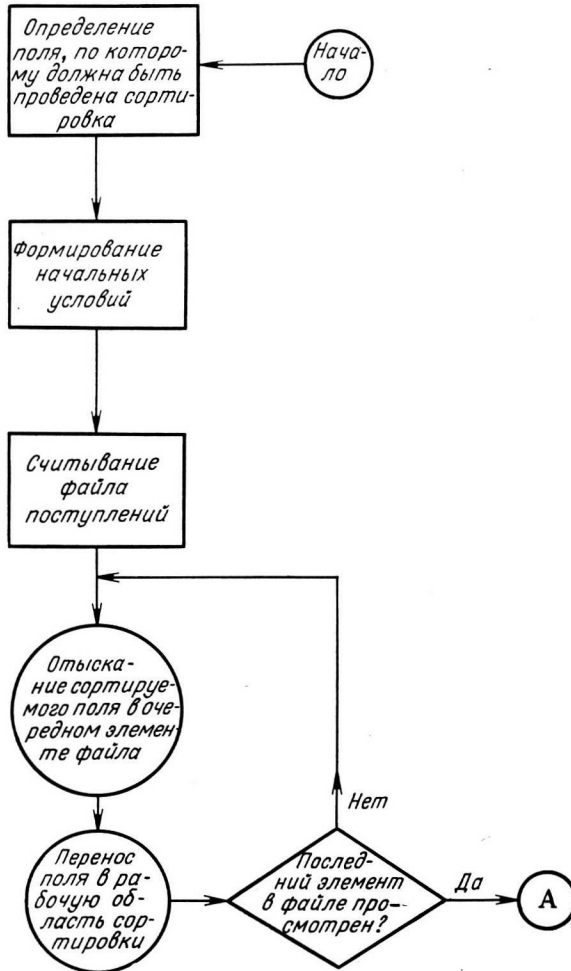 Определение
поля, по которо-
му должна быть
проведена сорти-
ровка
Нача-
ло
Формирование
начальных
условий
Считывание
файла
поступлений
Отыска-
ние сортируе-
мого поля в оче-
редном элемен-
те файла
Нет
Перенос
поля в ра-
бочую об-
ласть сор-
тировки
Послед-
ний элемент
в файле про-
смотрен?
Да
А